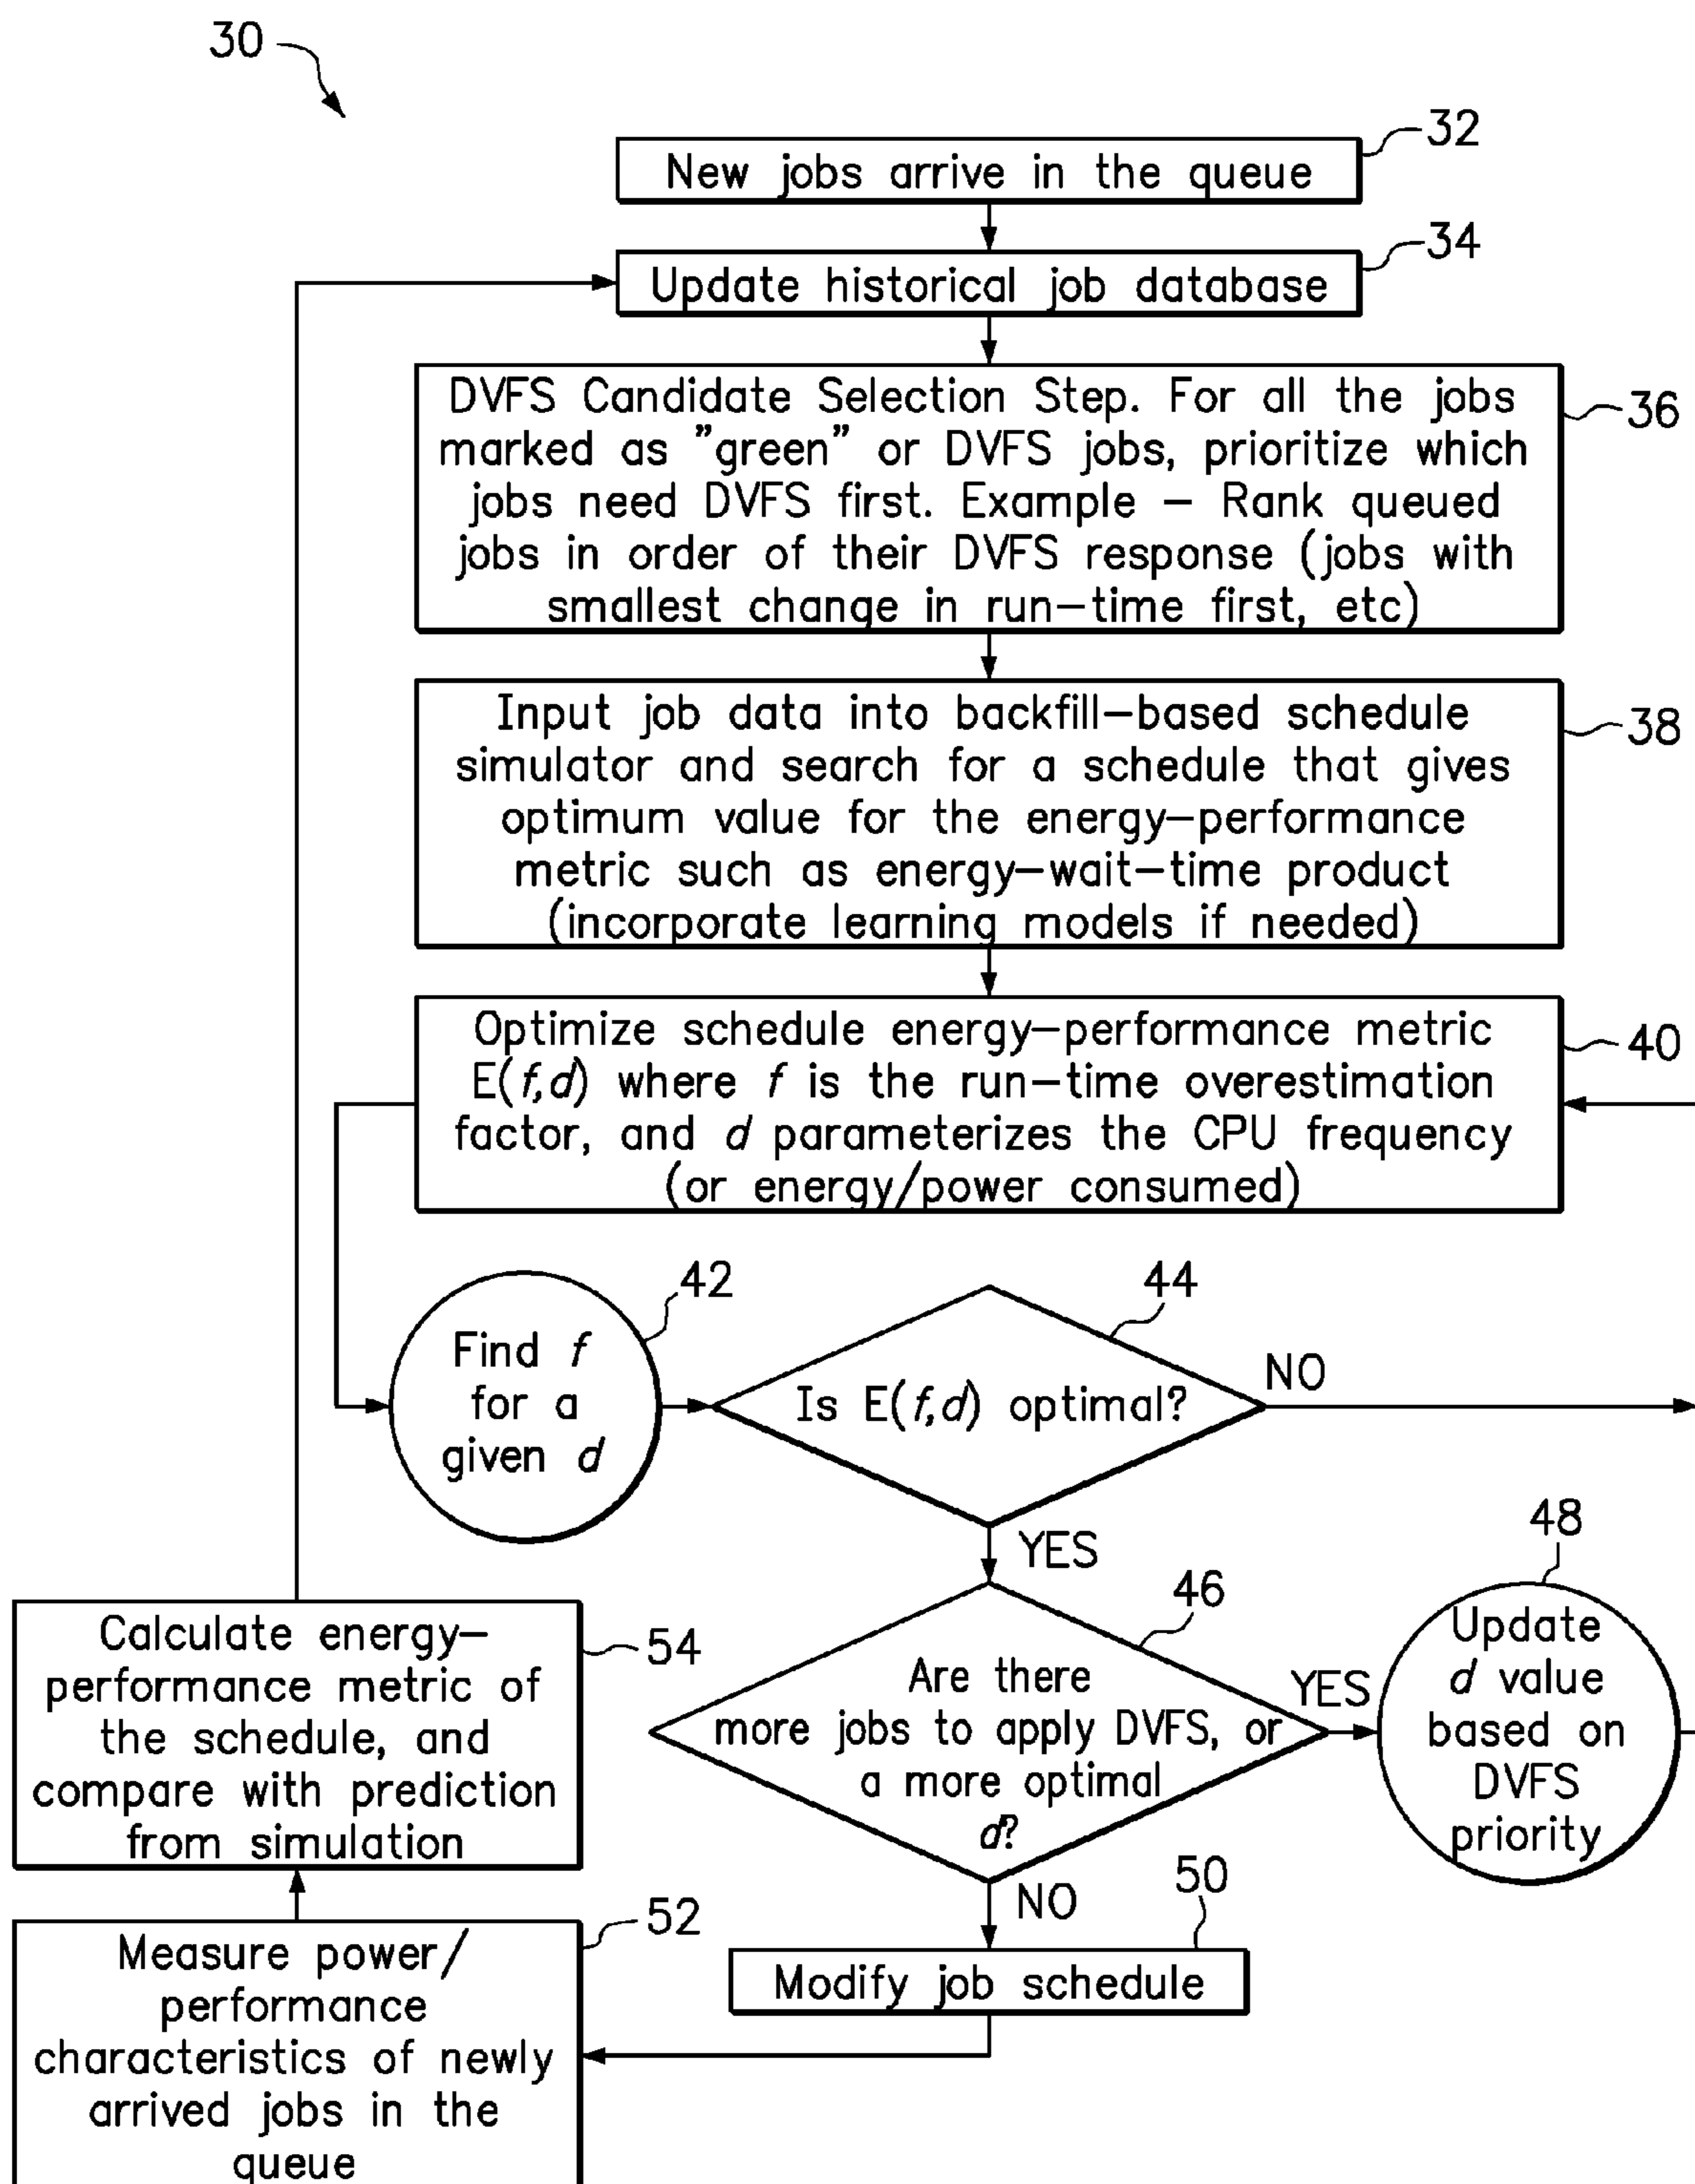 30
32
New jobs arrive in the queue
34
Update historical job database
36
DVFS Candidate Selection Step. For all the jobs
marked as ”green” or DVFS jobs, prioritize which
jobs need DVFS first. Example – Rank queued
jobs in order of their DVFS response (jobs with
smallest change in run–time first, etc)
38
Input job data into backfill–based schedule
simulator and search for a schedule that gives
optimum value for the energy–performance
metric such as energy–wait–time product
(incorporate learning models if needed)
40
Optimize schedule energy–performance metric
E(f,d) where f is the run–time overestimation
factor, and d parameterizes the CPU frequency
(or energy/power consumed)
42
Find f
for a
given d
44
Is E(f,d) optimal?
NO
YES
46
Are there
more jobs to apply DVFS, or
a more optimal
d?
YES
48
Update
d value
based on
DVFS
priority
NO
50
Modify job schedule
52
Measure power/
performance
characteristics of newly
arrived jobs in the
queue
54
Calculate energy–
performance metric of
the schedule, and
compare with prediction
from simulation